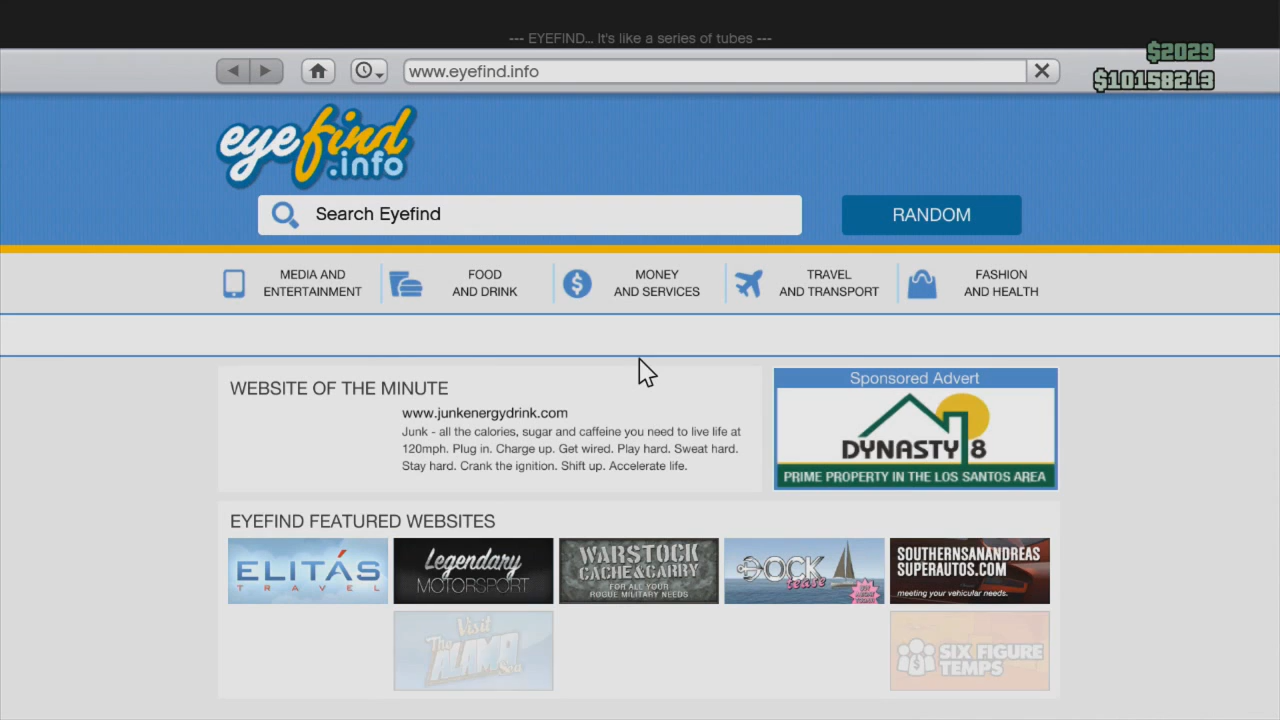 --- EYEFIND... It's like a series of tubes ---
$2029
www.eyefind.info
$10158213
eyefind
.info
Search Eyefind
RANDOM
MEDIA AND
ENTERTAINMENT
FOOD
AND DRINK
MONEY
AND SERVICES
TRAVEL
AND TRANSPORT
FASHION
AND HEALTH
WEBSITE OF THE MINUTE
www.junkenergydrink.com
Junk - all the calories, sugar and caffeine you need to live life at
120mph. Plug in. Charge up. Get wired. Play hard. Sweat hard.
Stay hard. Crank the ignition. Shift up. Accelerate life.
Sponsored Advert
DYNASTY 8
PRIME PROPERTY IN THE LOS SANTOS AREA
EYEFIND FEATURED WEBSITES
ELITÁS
TRAVEL
Legendary
MOTORSPORT
WARSTOCK
CACHE & CARRY
FOR ALL YOUR
ROGUE MILITARY NEEDS
DOCK
tease
SOUTHERNSANANDREAS
SUPERAUTOS.COM
meeting your vehicular needs.
Visit
The
ALAMO
Sea
SIX FIGURE
TEMPS